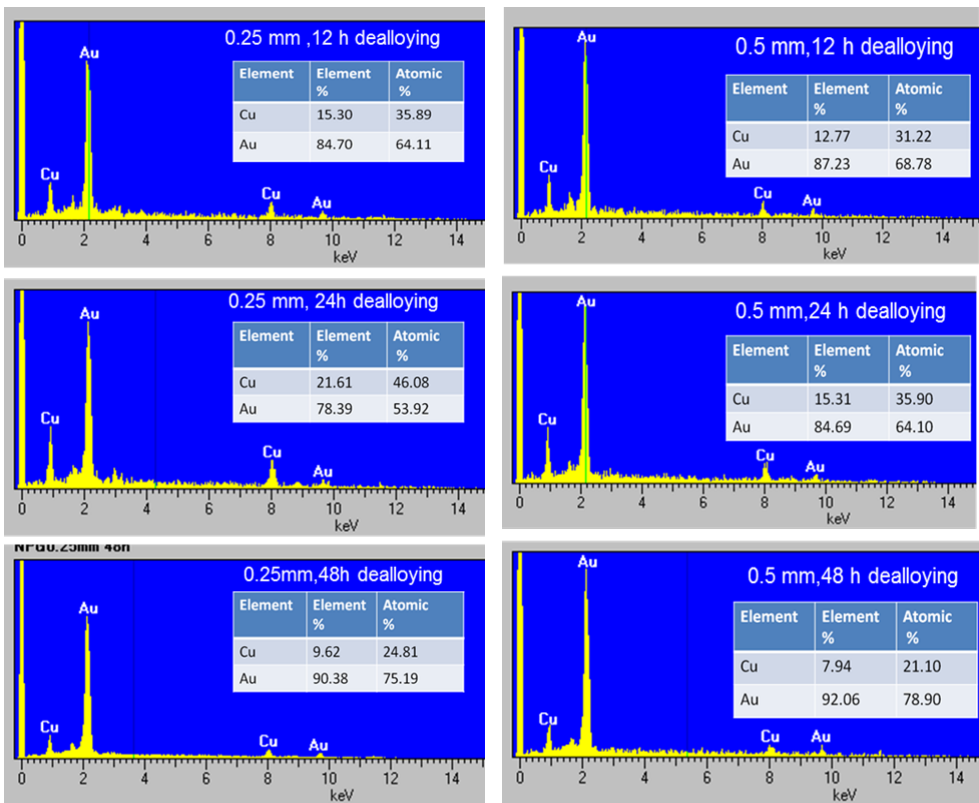 0.25 mm ,12 h dealloying
Au
Element Element % Atomic %
Cu 15.30 35.89
Au 84.70 64.11
Cu
Cu
Au
0 2 4 6 8 10 12 14
keV
0.5 mm,12 h dealloying
Au
Element Element % Atomic %
Cu 12.77 31.22
Au 87.23 68.78
Cu
Cu
Au
0 2 4 6 8 10 12 14
keV
0.25 mm, 24h dealloying
Au
Element Element % Atomic %
Cu 21.61 46.08
Au 78.39 53.92
Cu
Cu
Au
0 2 4 6 8 10 12 14
keV
0.5 mm,24 h dealloying
Au
Element Element % Atomic %
Cu 15.31 35.90
Au 84.69 64.10
Cu
Cu
Au
0 2 4 6 8 10 12 14
keV
NPG0.25mm 48h
0.25mm,48h dealloying
Au
Element Element % Atomic %
Cu 9.62 24.81
Au 90.38 75.19
Cu
Cu
Au
0 2 4 6 8 10 12 14
keV
0.5 mm,48 h dealloying
Au
Element Element % Atomic %
Cu 7.94 21.10
Au 92.06 78.90
Cu
Cu
Au
0 2 4 6 8 10 12 14
keV